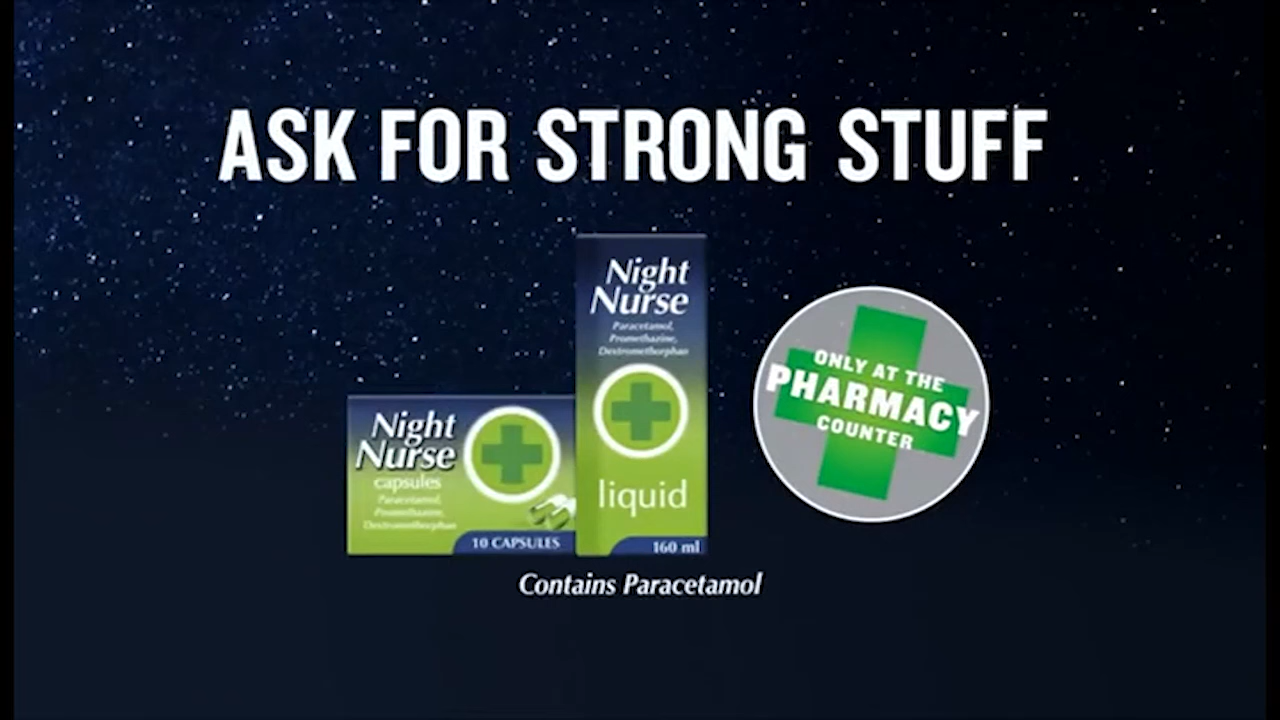 ASK FOR STRONG STUFF
Night
Nurse
Paracetamol,
Promethazine,
Dextromethorphan
liquid
160 ml
Night
Nurse
capsules
Paracetamol,
Promethazine,
Dextromethorphan
10 CAPSULES
ONLY AT THE
PHARMACY
COUNTER
Contains Paracetamol